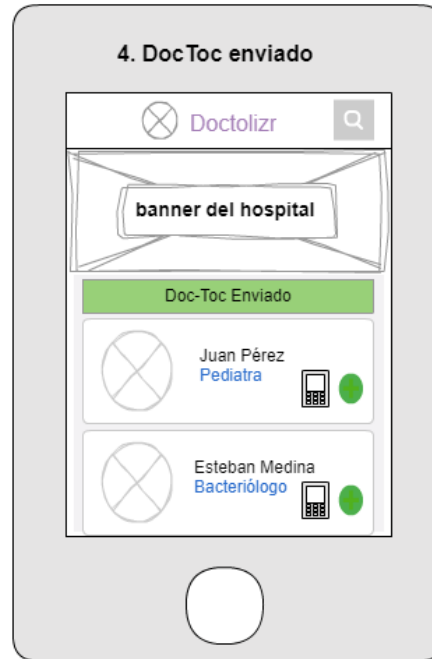 4. DocToc enviado
Doctolizr
banner del hospital
Doc-Toc Enviado
Juan Pérez
Pediatra
Esteban Medina
Bacteriólogo